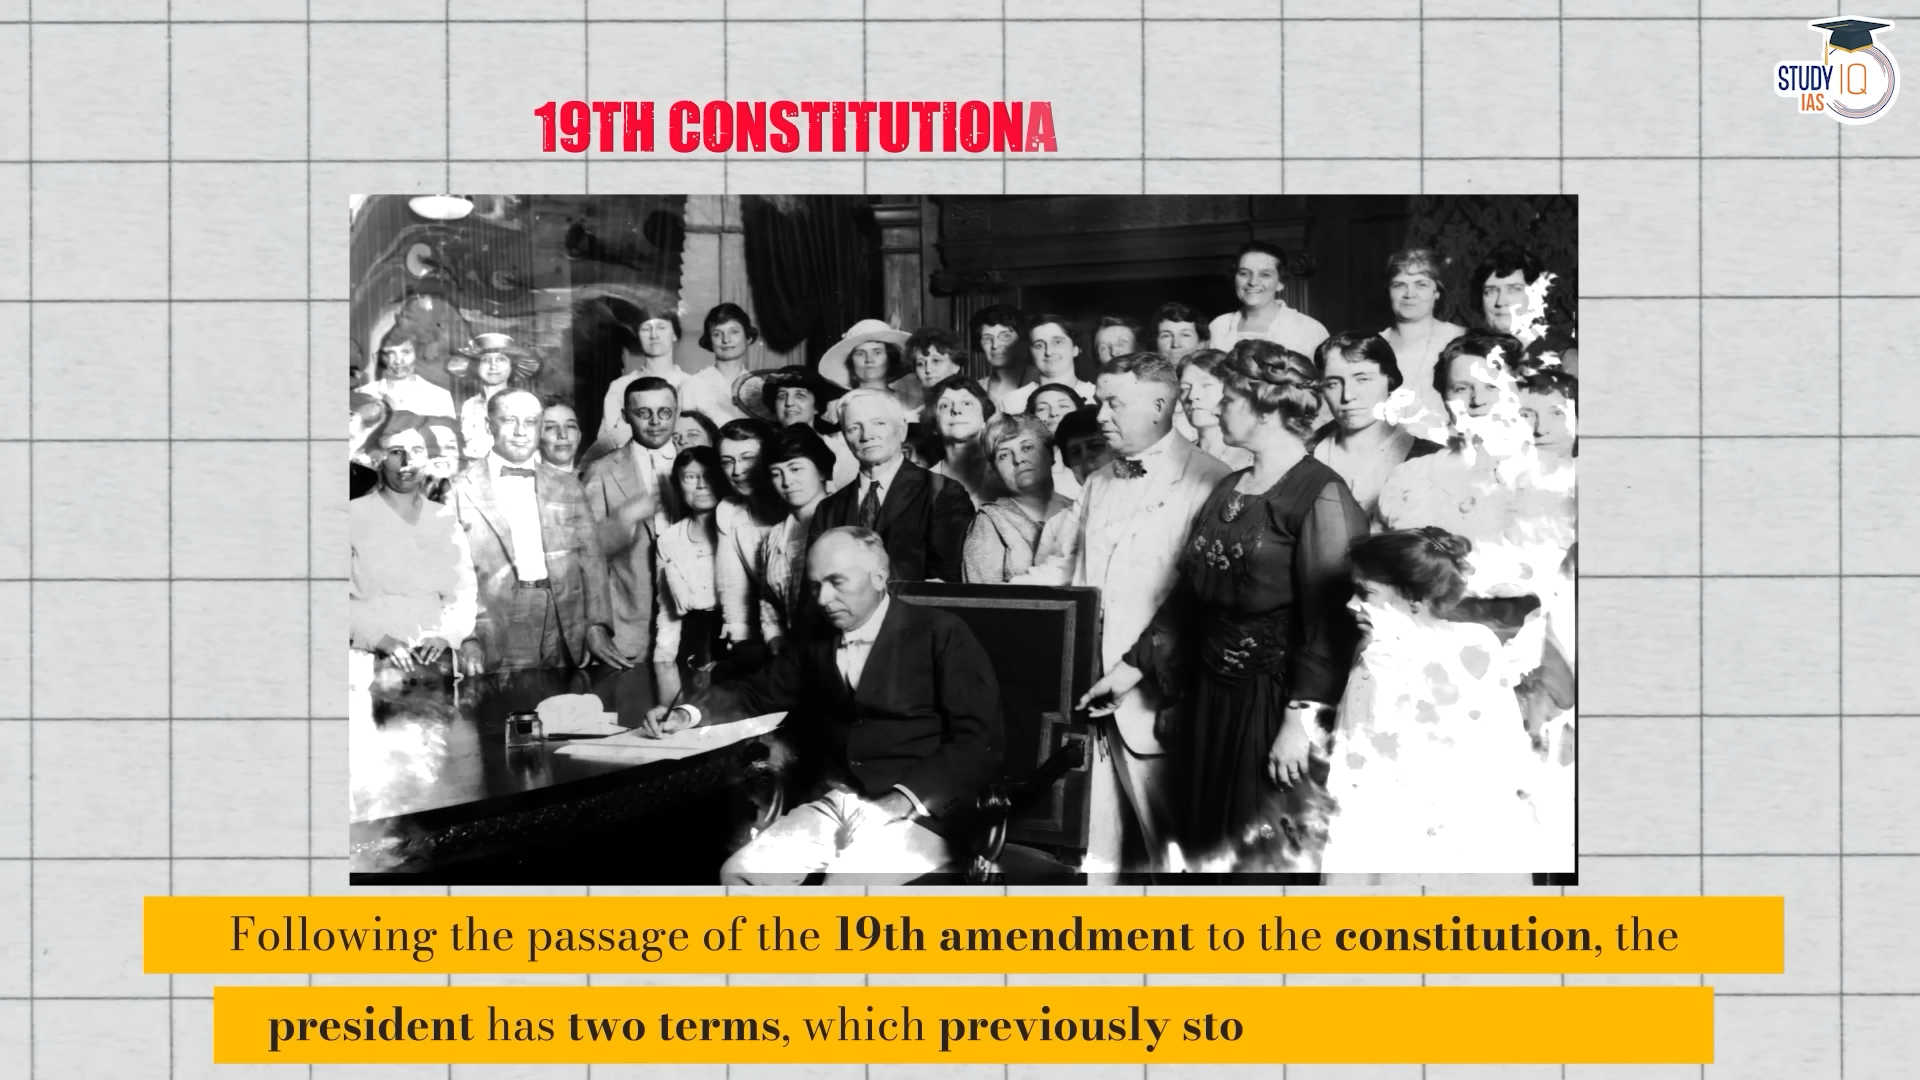 STUDY IQ
IAS
19TH CONSTITUTIONA
Following the passage of the 19th amendment to the constitution, the
president has two terms, which previously sto